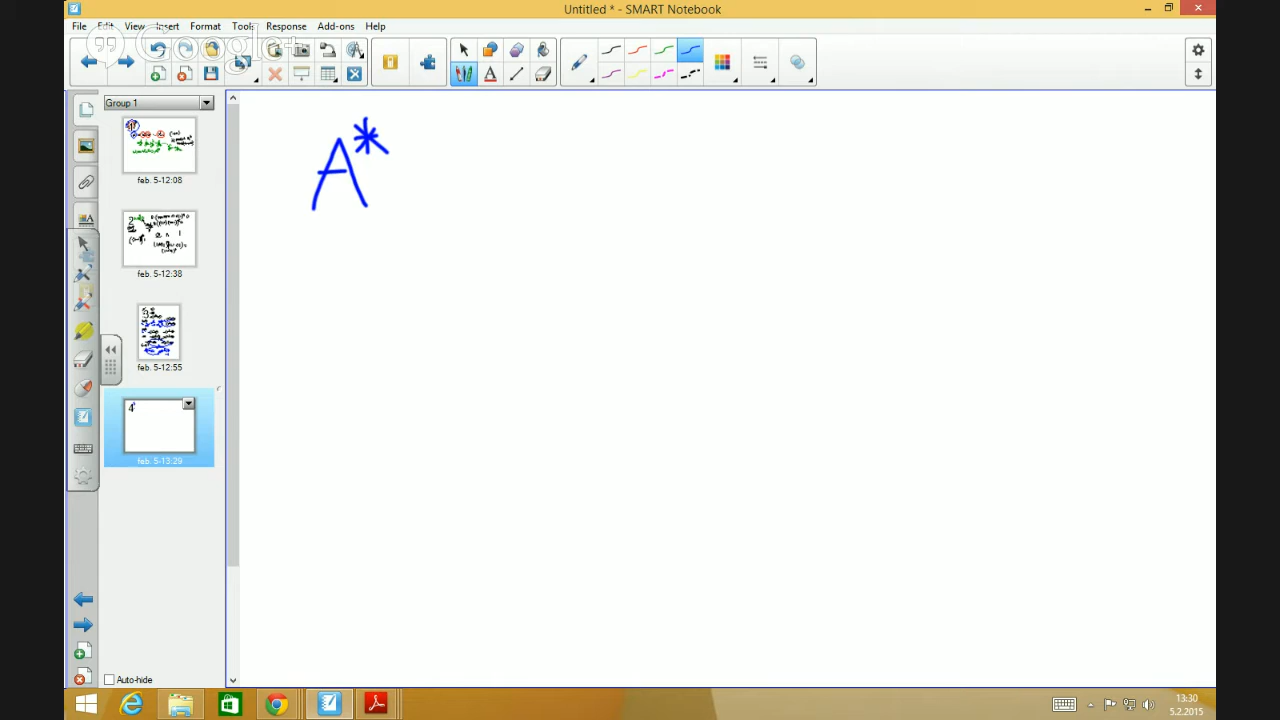 Untitled * - SMART Notebook
File Edit View Insert Format Tools Response Add-ons Help
Google+
Group 1
feb. 5-12:08
feb. 5-12:38
feb. 5-12:55
feb. 5-13:29
A*
Auto-hide
13:30
5.2.2015